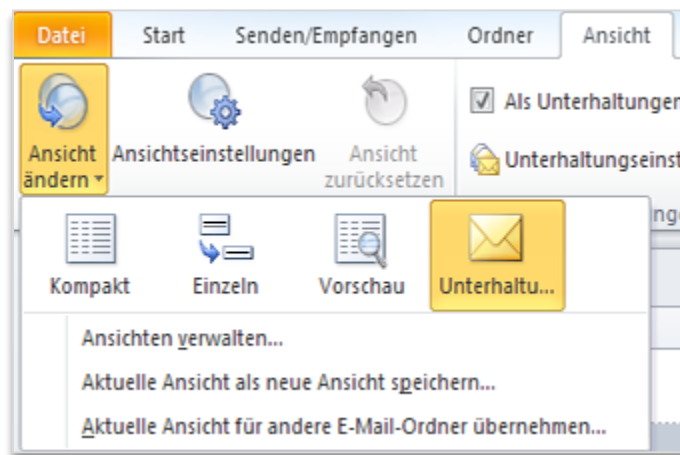 Datei Start Senden/Empfangen Ordner Ansicht
Als Unterhaltungen
Ansicht ändern Ansichtseinstellungen Ansicht zurücksetzen
Unterhaltungseinst
Kompakt Einzeln Vorschau Unterhaltu...
Ansichten verwalten...
Aktuelle Ansicht als neue Ansicht speichern...
Aktuelle Ansicht für andere E-Mail-Ordner übernehmen...